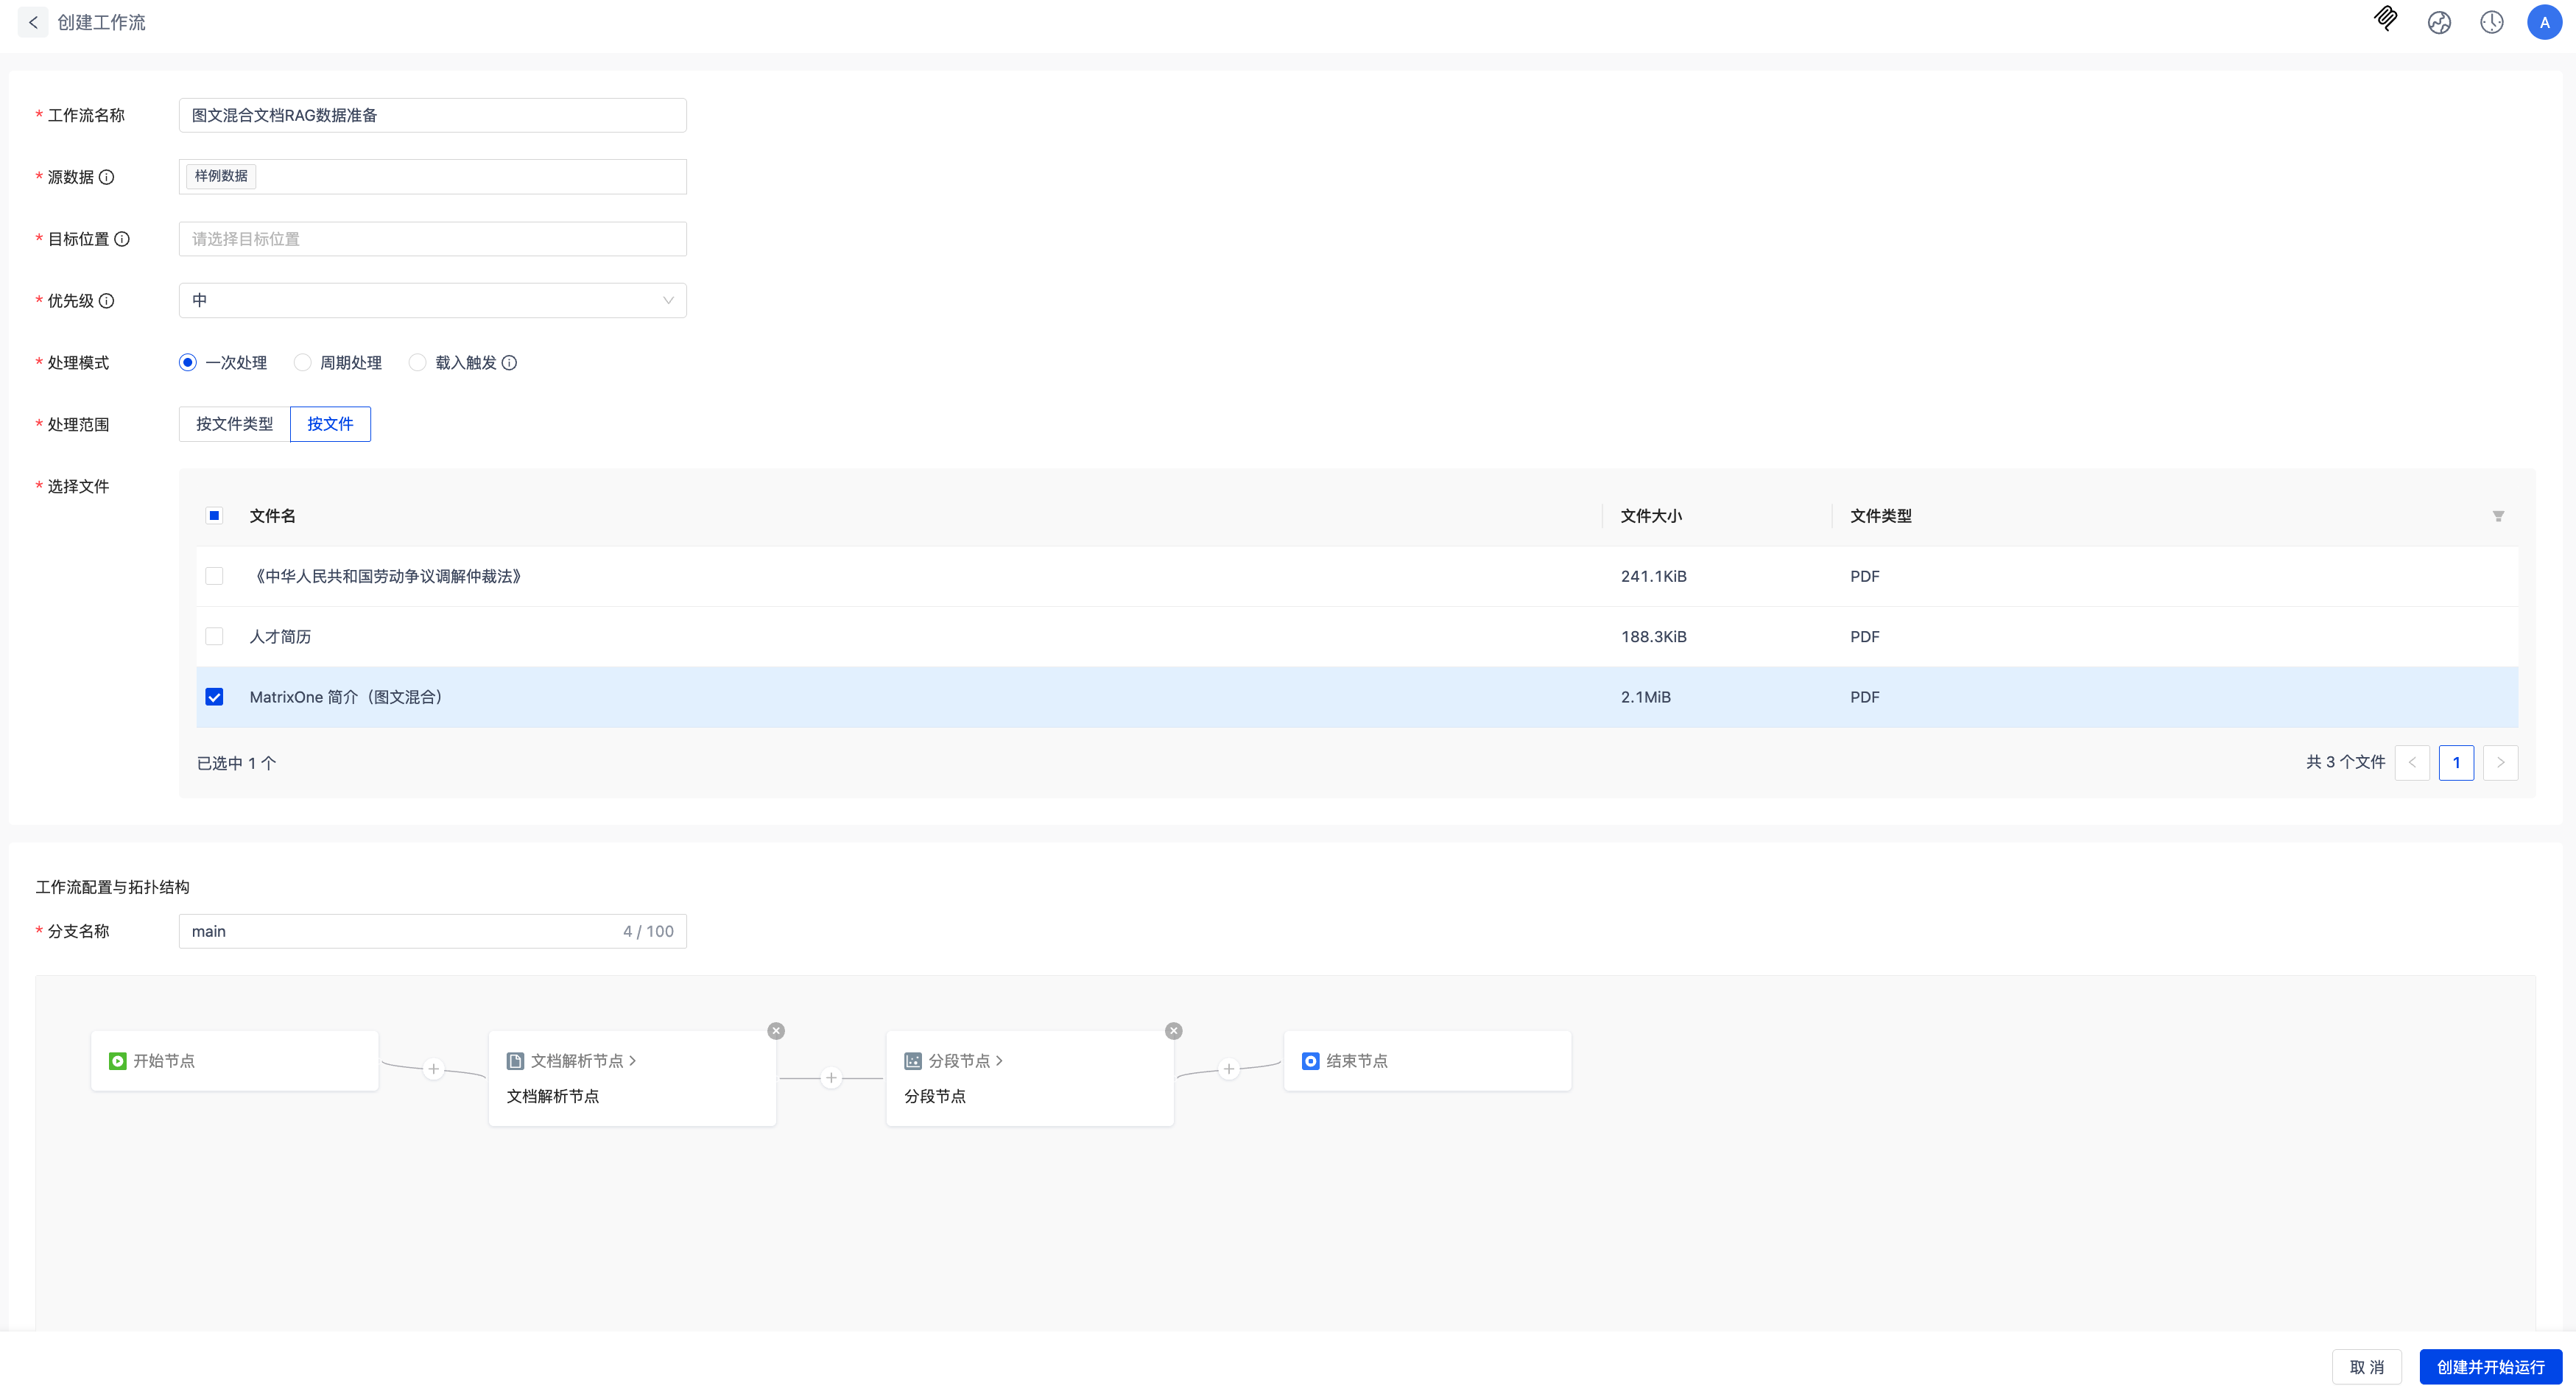 创建工作流
A
* 工作流名称
图文混合文档RAG数据准备
* 源数据
样例数据
* 目标位置
请选择目标位置
* 优先级
中
* 处理模式
一次处理 周期处理 载入触发
* 处理范围
按文件类型 按文件
* 选择文件
文件名 文件大小 文件类型
《中华人民共和国劳动争议调解仲裁法》 241.1KiB PDF
人才简历 188.3KiB PDF
MatrixOne 简介（图文混合） 2.1MiB PDF
已选中 1 个
共 3 个文件 1
工作流配置与拓扑结构
* 分支名称
main 4 / 100
开始节点
文档解析节点
文档解析节点
分段节点
分段节点
结束节点
取 消
创建并开始运行